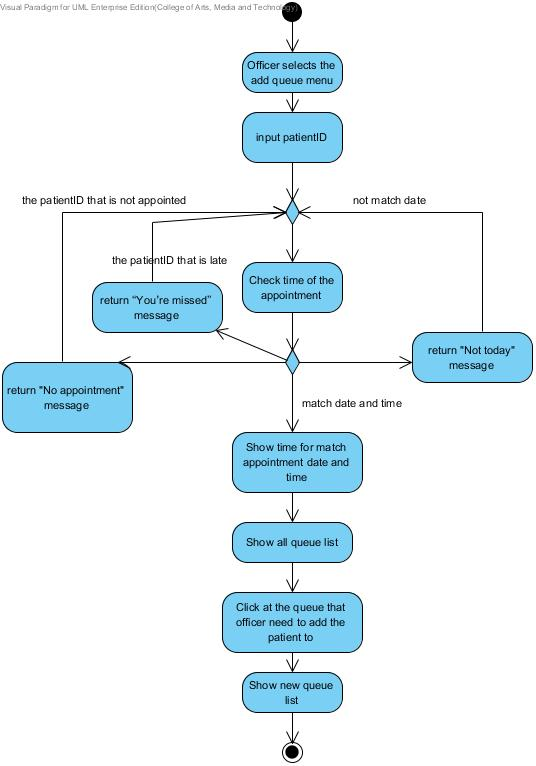 Visual Paradigm for UML Enterprise Edition(College of Arts, Media and Technology)
Officer selects the
add queue menu
input patientID
the patientID that is not appointed
not match date
the patientID that is late
Check time of the
appointment
return "You're missed"
message
return "Not today"
message
return "No appointment"
message
match date and time
Show time for match
appointment date and
time
Show all queue list
Click at the queue that
officer need to add the
patient to
Show new queue
list